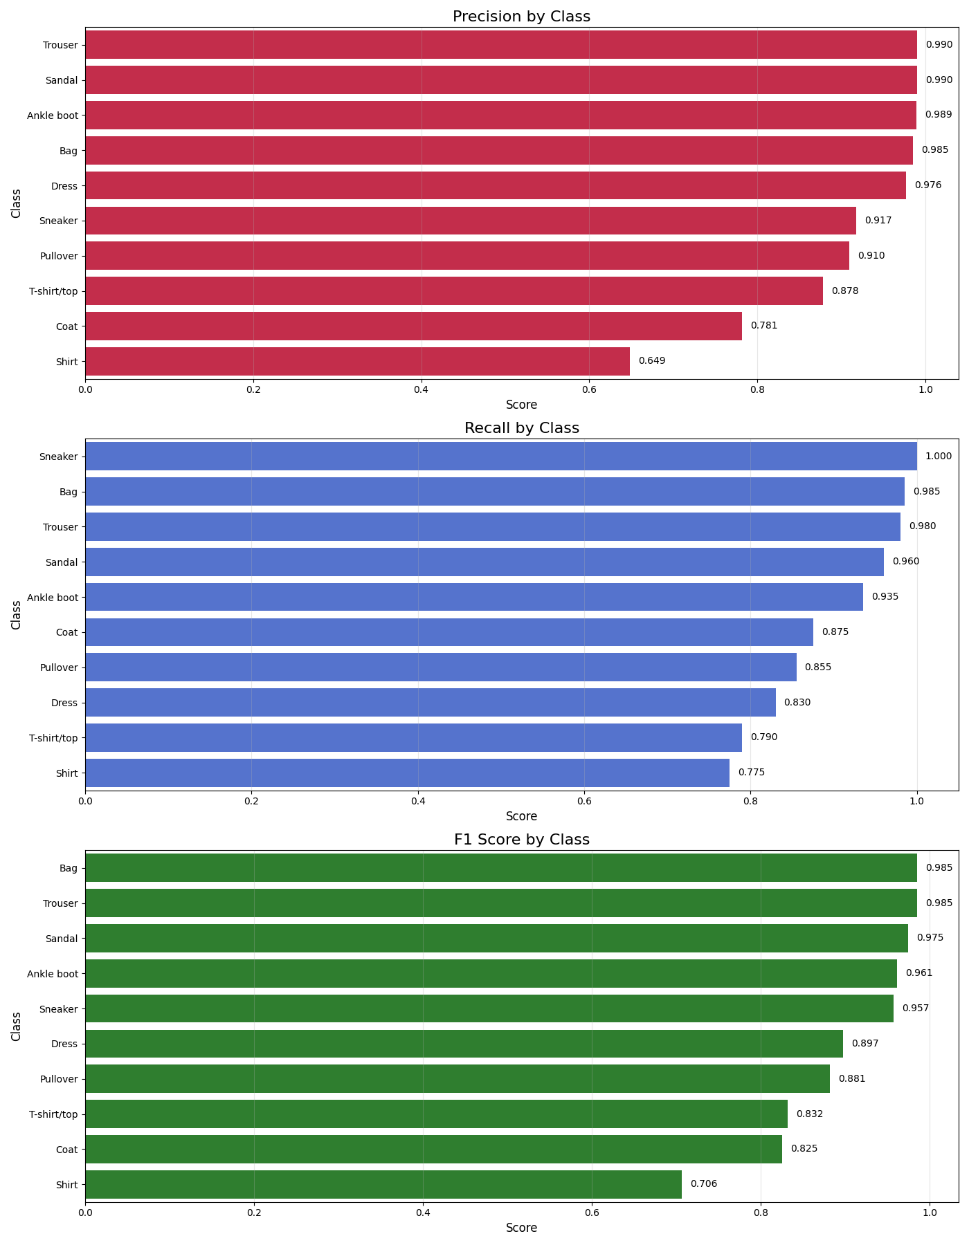 Precision by Class
Class
Trouser 0.990
Sandal 0.990
Ankle boot 0.989
Bag 0.985
Dress 0.976
Sneaker 0.917
Pullover 0.910
T-shirt/top 0.878
Coat 0.781
Shirt 0.649
0.0 0.2 0.4 0.6 0.8 1.0
Score
Recall by Class
Class
Sneaker 1.000
Bag 0.985
Trouser 0.980
Sandal 0.960
Ankle boot 0.935
Coat 0.875
Pullover 0.855
Dress 0.830
T-shirt/top 0.790
Shirt 0.775
0.0 0.2 0.4 0.6 0.8 1.0
Score
F1 Score by Class
Class
Bag 0.985
Trouser 0.985
Sandal 0.975
Ankle boot 0.961
Sneaker 0.957
Dress 0.897
Pullover 0.881
T-shirt/top 0.832
Coat 0.825
Shirt 0.706
0.0 0.2 0.4 0.6 0.8 1.0
Score